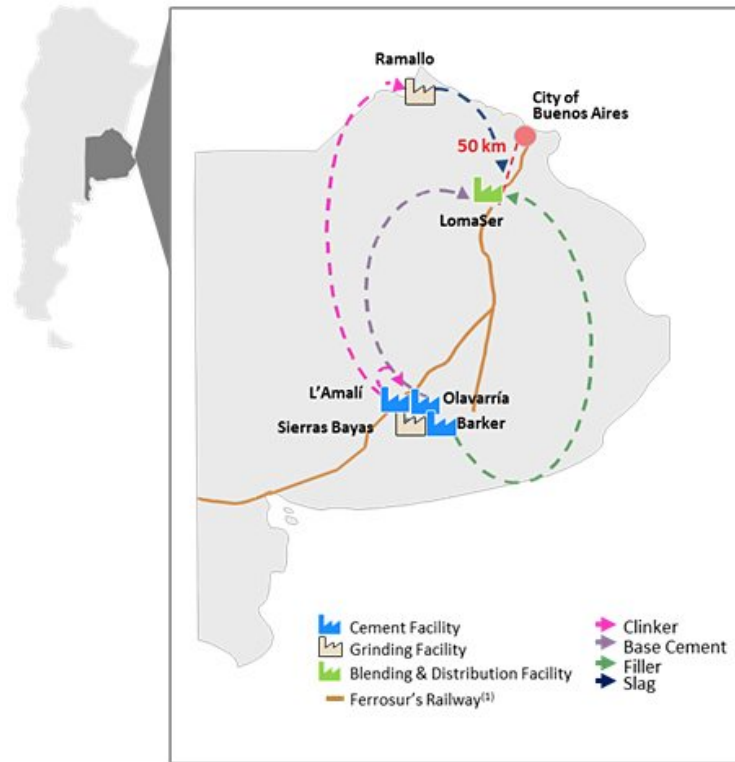 Ramallo
City of
Buenos Aires
50 km
LomaSer
L'Amalí
Olavarría
Sierras Bayas
Barker
Cement Facility
Grinding Facility
Blending & Distribution Facility
Ferrosur's Railway(1)
Clinker
Base Cement
Filler
Slag